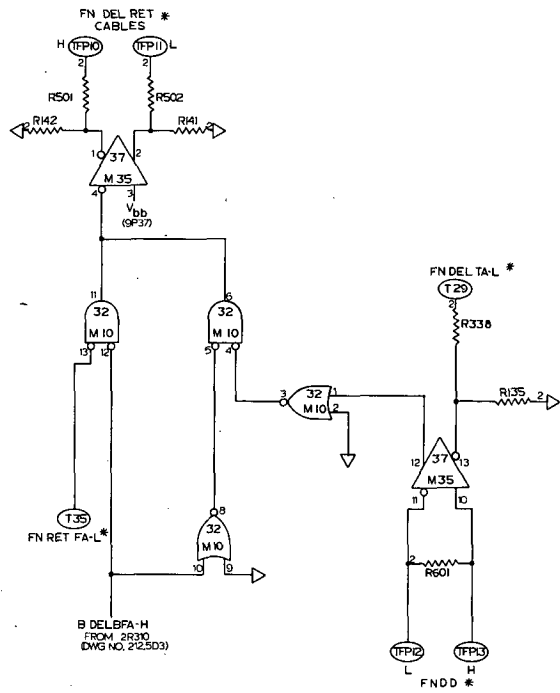 FN DEL RET *
CABLES
H TFP10 TFP11 L
2 2
R501 R502
2 R142 R141 2
1 37 2
M35
4 3
Vbb
(9P37)
11 6
32 32
M10 M10
13 12 5 4
FN DEL TA-L *
T29
2
R338
R135 2
3 32 1
M10 2
12 37 13
M35
11 10
T35
FN RET FA-L *
8
32
M10
10 9
2 R601
B DELBFA-H
FROM 2R310
(DWG NO. 212,5D3)
TFP12 TFP13
L H
FNDD *